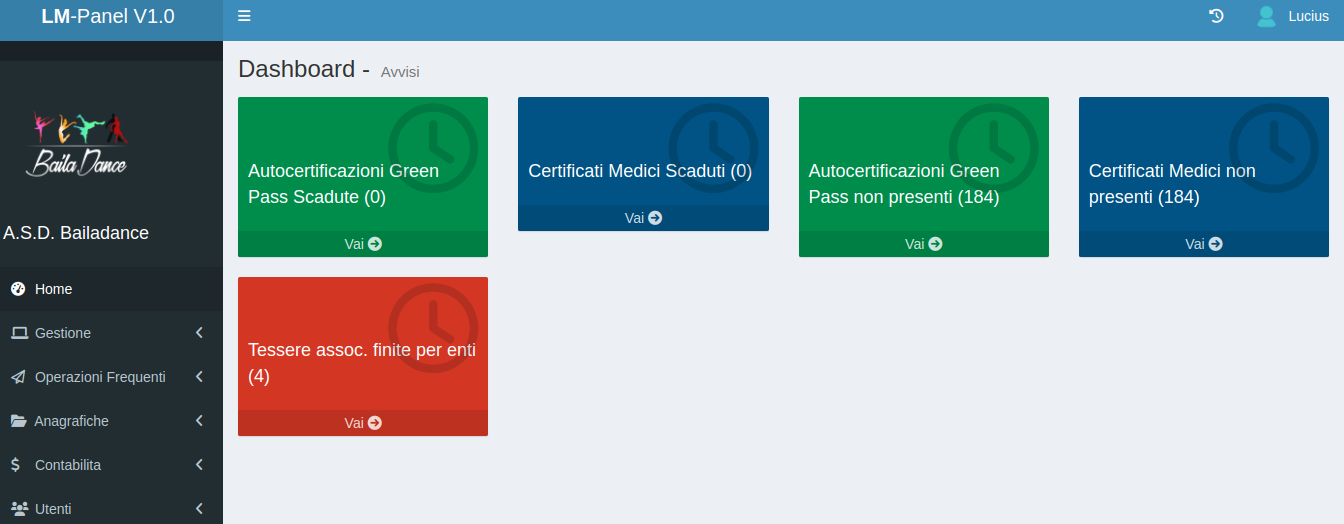 LM-Panel V1.0
Lucius
Dashboard - Avvisi
Baila Dance
A.S.D. Bailadance
Home
Gestione
Operazioni Frequenti
Anagrafiche
Contabilita
Utenti
Autocertificazioni Green
Pass Scadute (0)
Vai
Certificati Medici Scaduti (0)
Vai
Autocertificazioni Green
Pass non presenti (184)
Vai
Certificati Medici non
presenti (184)
Vai
Tessere assoc. finite per enti
(4)
Vai